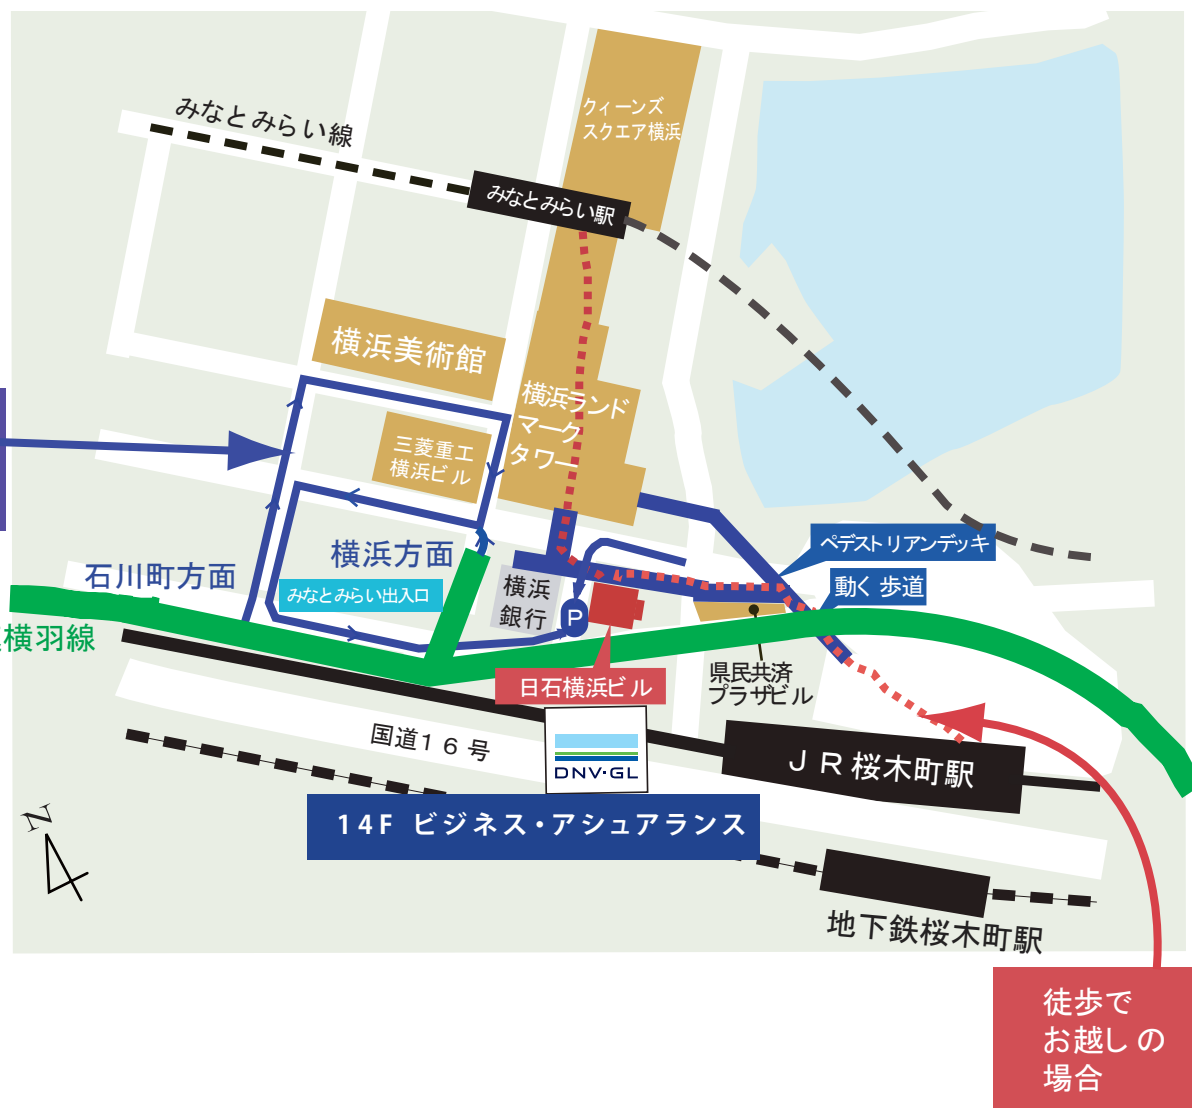 クィーンズ
スクエア横浜
みなとみらい線
みなとみらい駅
横浜美術館
横浜ランド
マーク
タワー
三菱重工
横浜ビル
横浜方面
石川町方面
みなとみらい出入口
横浜
銀行
P
ペデストリアンデッキ
動く歩道
横羽線
日石横浜ビル
県民共済
プラザビル
国道16号
DNV·GL
JR桜木町駅
14F ビジネス・アシュアランス
N
地下鉄桜木町駅
徒歩で
お越しの
場合